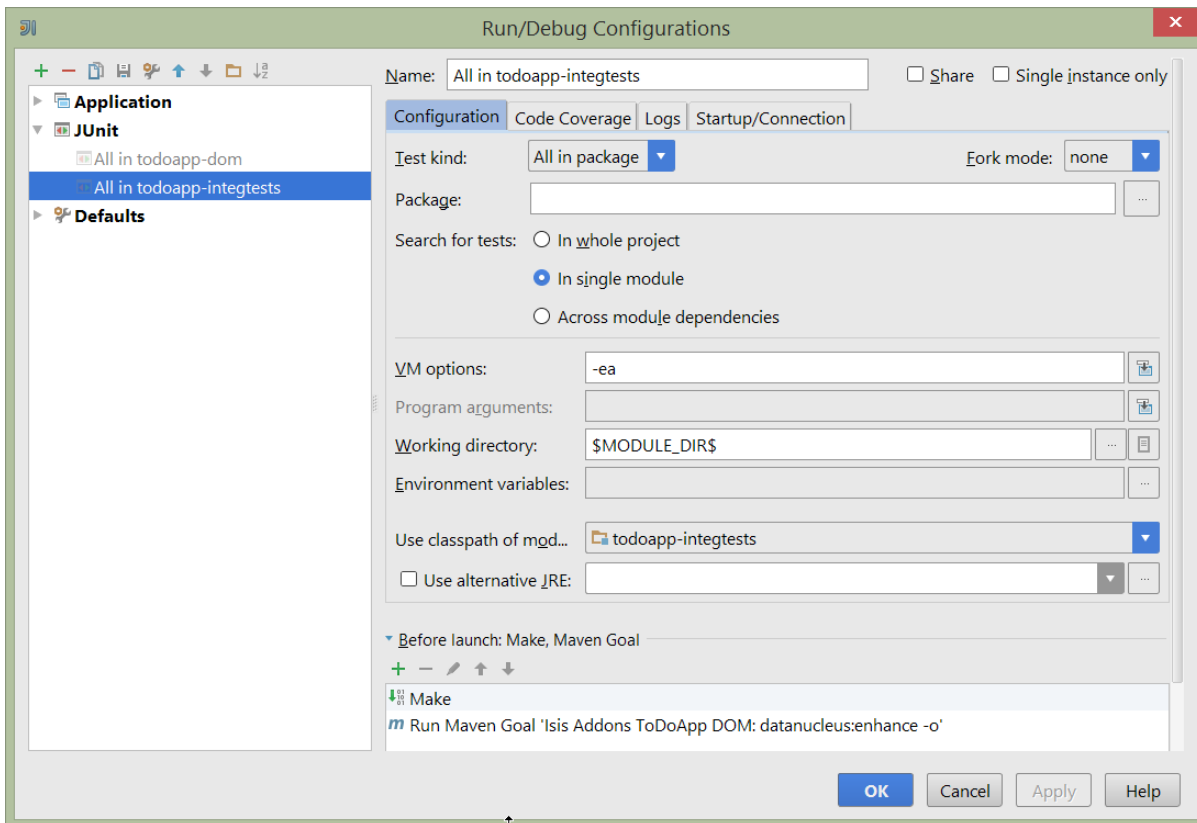 Run/Debug Configurations
Application
JUnit
All in todoapp-dom
All in todoapp-integtests
Defaults
Name: All in todoapp-integtests Share Single instance only
Configuration Code Coverage Logs Startup/Connection
Test kind: All in package Fork mode: none
Package: ...
Search for tests: In whole project
In single module
Across module dependencies
VM options: -ea
Program arguments:
Working directory: $MODULE_DIR$ ...
Environment variables: ...
Use classpath of mod... todoapp-integtests
Use alternative JRE: ...
Before launch: Make, Maven Goal
Make
Run Maven Goal 'Isis Addons ToDoApp DOM: datanucleus:enhance -o'
OK Cancel Apply Help